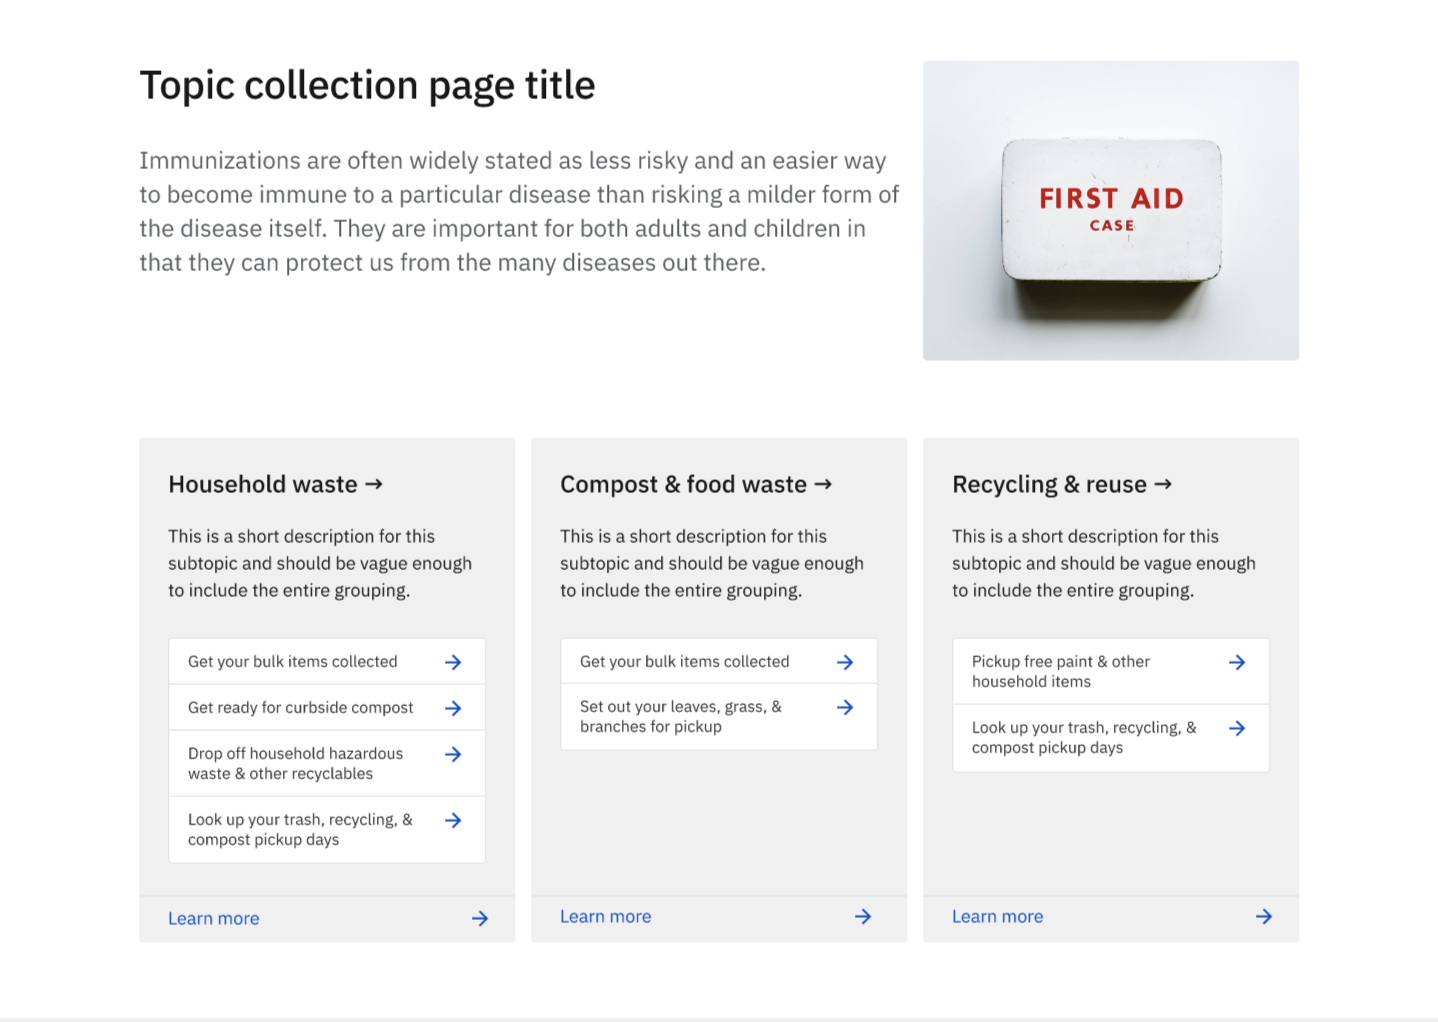 Topic collection page title
Immunizations are often widely stated as less risky and an easier way
to become immune to a particular disease than risking a milder form of
the disease itself. They are important for both adults and children in
that they can protect us from the many diseases out there.
FIRST AID
CASE
Household waste →
This is a short description for this
subtopic and should be vague enough
to include the entire grouping.
Get your bulk items collected
Get ready for curbside compost
Drop off household hazardous
waste & other recyclables
Look up your trash, recycling, &
compost pickup days
Learn more
Compost & food waste →
This is a short description for this
subtopic and should be vague enough
to include the entire grouping.
Get your bulk items collected
Set out your leaves, grass, &
branches for pickup
Learn more
Recycling & reuse →
This is a short description for this
subtopic and should be vague enough
to include the entire grouping.
Pickup free paint & other
household items
Look up your trash, recycling, &
compost pickup days
Learn more